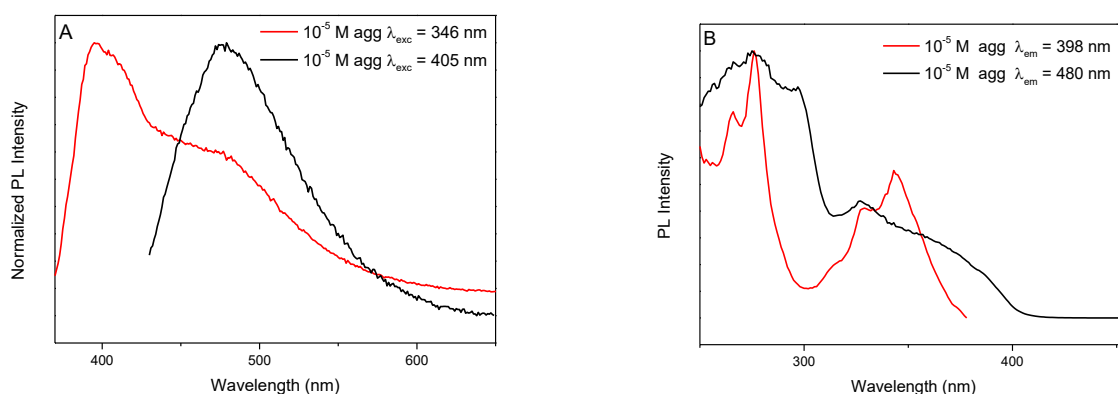 A
10⁻⁵ M agg λexc = 346 nm
10⁻⁵ M agg λexc = 405 nm
Normalized PL Intensity
400 500 600
Wavelength (nm)
B
10⁻⁵ M agg λem = 398 nm
10⁻⁵ M agg λem = 480 nm
PL Intensity
300 400
Wavelength (nm)